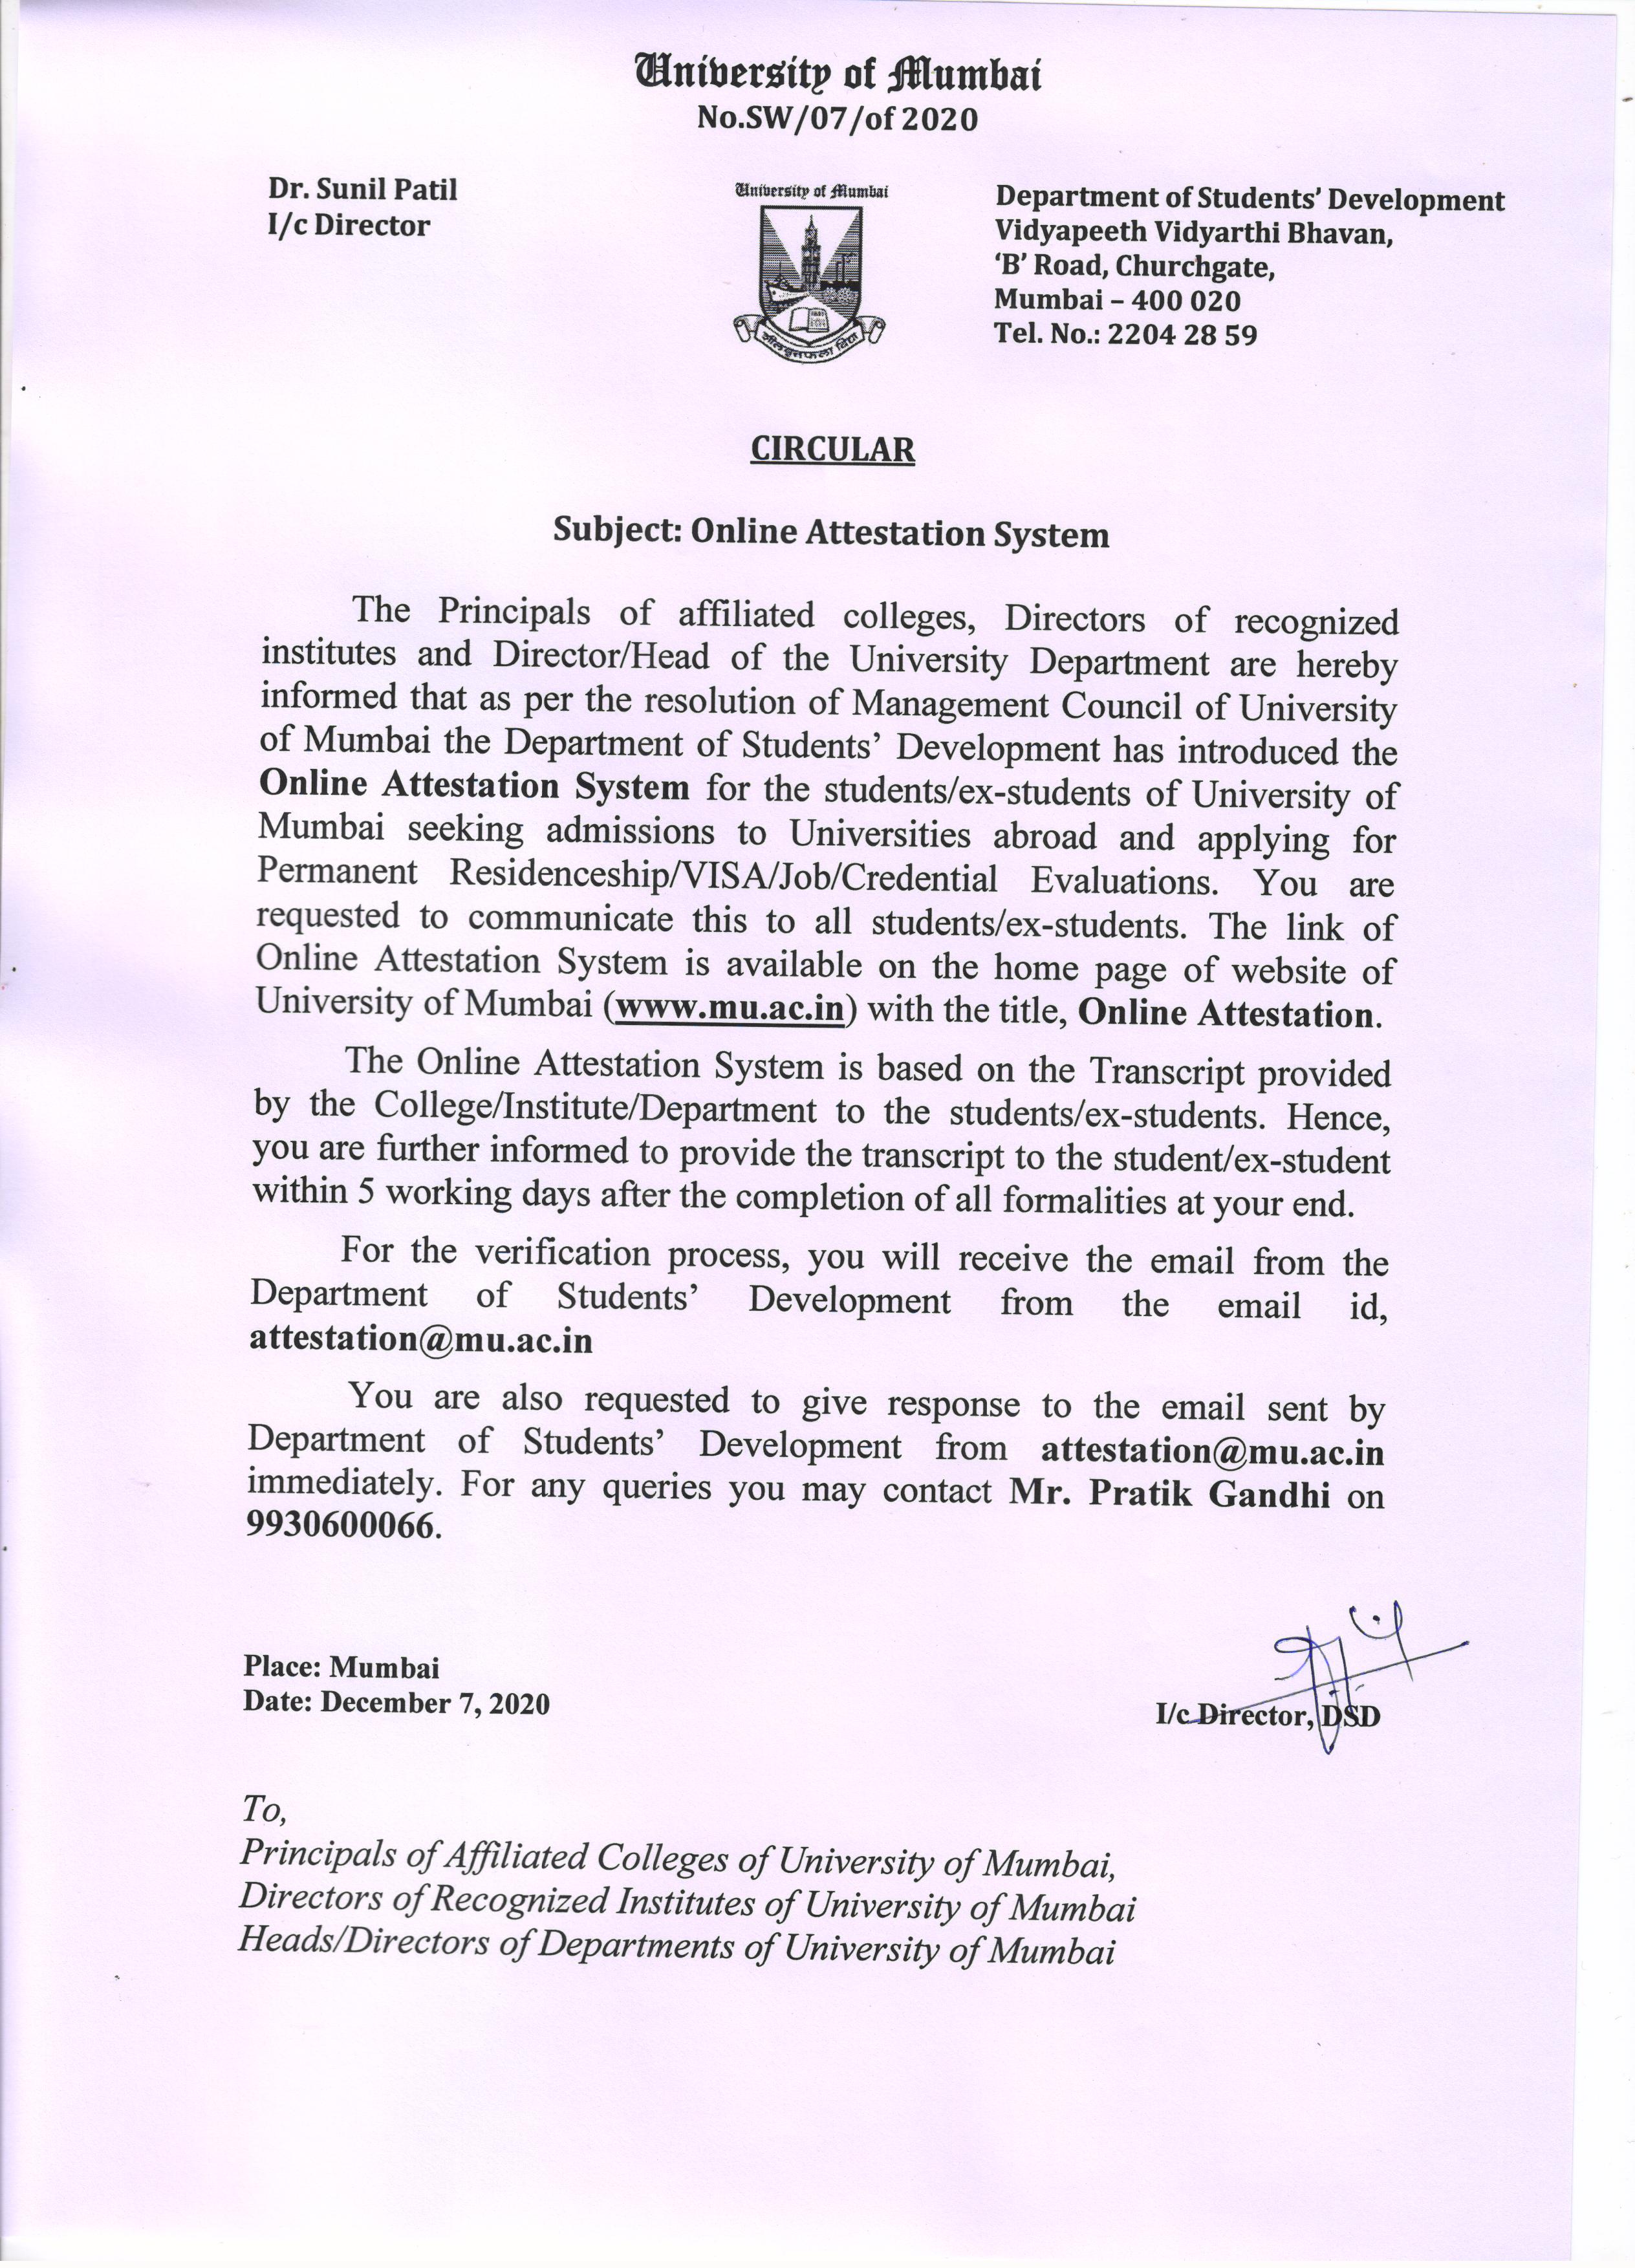 University of Mumbai
No.SW/07/of 2020
Dr. Sunil Patil
I/c Director
University of Mumbai
शीलवृत्तफला विद्या
Department of Students’ Development
Vidyapeeth Vidyarthi Bhavan,
‘B’ Road, Churchgate,
Mumbai – 400 020
Tel. No.: 2204 28 59
CIRCULAR
Subject: Online Attestation System
The Principals of affiliated colleges, Directors of recognized
institutes and Director/Head of the University Department are hereby
informed that as per the resolution of Management Council of University
of Mumbai the Department of Students’ Development has introduced the
Online Attestation System for the students/ex-students of University of
Mumbai seeking admissions to Universities abroad and applying for
Permanent Residenceship/VISA/Job/Credential Evaluations. You are
requested to communicate this to all students/ex-students. The link of
Online Attestation System is available on the home page of website of
University of Mumbai (www.mu.ac.in) with the title, Online Attestation.
The Online Attestation System is based on the Transcript provided
by the College/Institute/Department to the students/ex-students. Hence,
you are further informed to provide the transcript to the student/ex-student
within 5 working days after the completion of all formalities at your end.
For the verification process, you will receive the email from the
Department of Students’ Development from the email id,
attestation@mu.ac.in
You are also requested to give response to the email sent by
Department of Students’ Development from attestation@mu.ac.in
immediately. For any queries you may contact Mr. Pratik Gandhi on
9930600066.
Place: Mumbai
Date: December 7, 2020
I/c Director, DSD
To,
Principals of Affiliated Colleges of University of Mumbai,
Directors of Recognized Institutes of University of Mumbai
Heads/Directors of Departments of University of Mumbai